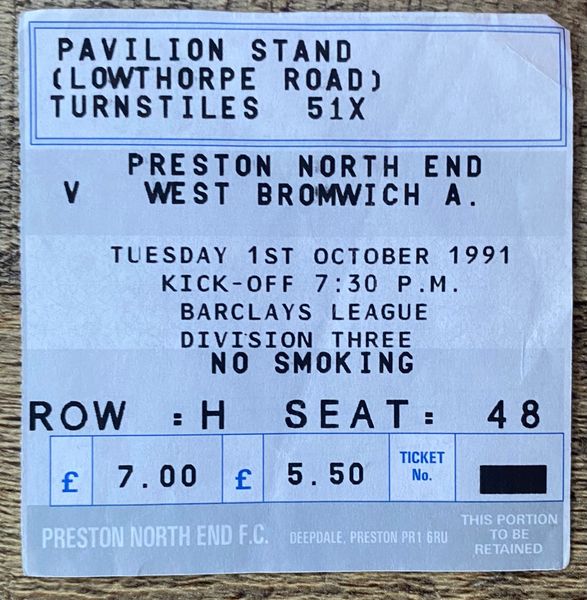 PAVILION STAND
(LOWTHORPE ROAD)
TURNSTILES 51X
PRESTON NORTH END
V WEST BROMWICH A.
TUESDAY 1ST OCTOBER 1991
KICK-OFF 7:30 P.M.
BARCLAYS LEAGUE
DIVISION THREE
NO SMOKING
ROW :H SEAT: 48
£ 7.00 £ 5.50 TICKET No.
PRESTON NORTH END F.C. DEEPDALE, PRESTON PR1 6RU THIS PORTION TO BE RETAINED